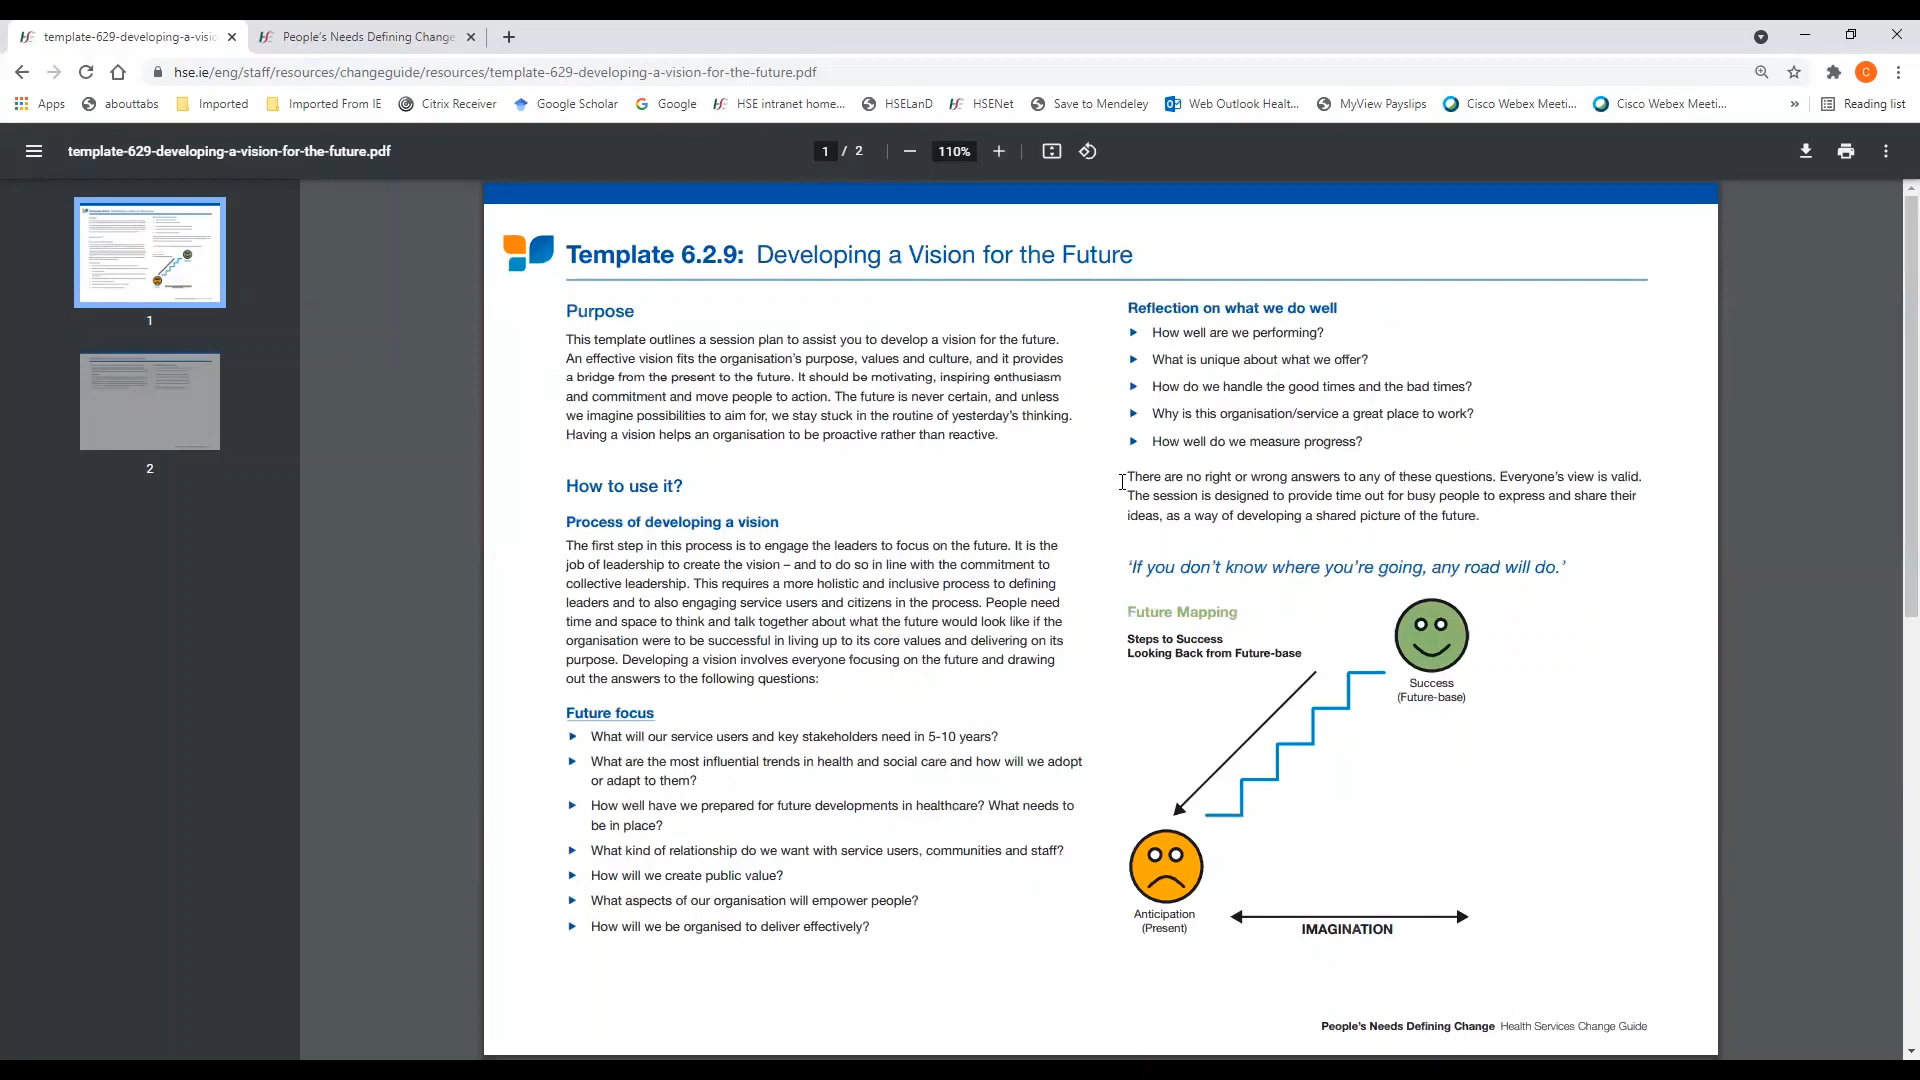 template-629-developing-a-visio
People's Needs Defining Change
hse.ie/eng/staff/resources/changeguide/resources/template-629-developing-a-vision-for-the-future.pdf
C
Apps
abouttabs
Imported
Imported From IE
Citrix Receiver
Google Scholar
Google
HSE intranet home...
HSELanD
HSENet
Save to Mendeley
Web Outlook Healt...
MyView Payslips
Cisco Webex Meeti...
Cisco Webex Meeti...
»
Reading list
template-629-developing-a-vision-for-the-future.pdf
1 / 2
110%
1
2
Template 6.2.9: Developing a Vision for the Future
Purpose
This template outlines a session plan to assist you to develop a vision for the future.
An effective vision fits the organisation's purpose, values and culture, and it provides
a bridge from the present to the future. It should be motivating, inspiring enthusiasm
and commitment and move people to action. The future is never certain, and unless
we imagine possibilities to aim for, we stay stuck in the routine of yesterday's thinking.
Having a vision helps an organisation to be proactive rather than reactive.
How to use it?
Process of developing a vision
The first step in this process is to engage the leaders to focus on the future. It is the
job of leadership to create the vision – and to do so in line with the commitment to
collective leadership. This requires a more holistic and inclusive process to defining
leaders and to also engaging service users and citizens in the process. People need
time and space to think and talk together about what the future would look like if the
organisation were to be successful in living up to its core values and delivering on its
purpose. Developing a vision involves everyone focusing on the future and drawing
out the answers to the following questions:
Future focus
What will our service users and key stakeholders need in 5-10 years?
What are the most influential trends in health and social care and how will we adopt
or adapt to them?
How well have we prepared for future developments in healthcare? What needs to
be in place?
What kind of relationship do we want with service users, communities and staff?
How will we create public value?
What aspects of our organisation will empower people?
How will we be organised to deliver effectively?
Reflection on what we do well
How well are we performing?
What is unique about what we offer?
How do we handle the good times and the bad times?
Why is this organisation/service a great place to work?
How well do we measure progress?
There are no right or wrong answers to any of these questions. Everyone's view is valid.
The session is designed to provide time out for busy people to express and share their
ideas, as a way of developing a shared picture of the future.
'If you don't know where you're going, any road will do.'
Future Mapping
Steps to Success
Looking Back from Future-base
Success
(Future-base)
Anticipation
(Present)
IMAGINATION
People's Needs Defining Change Health Services Change Guide